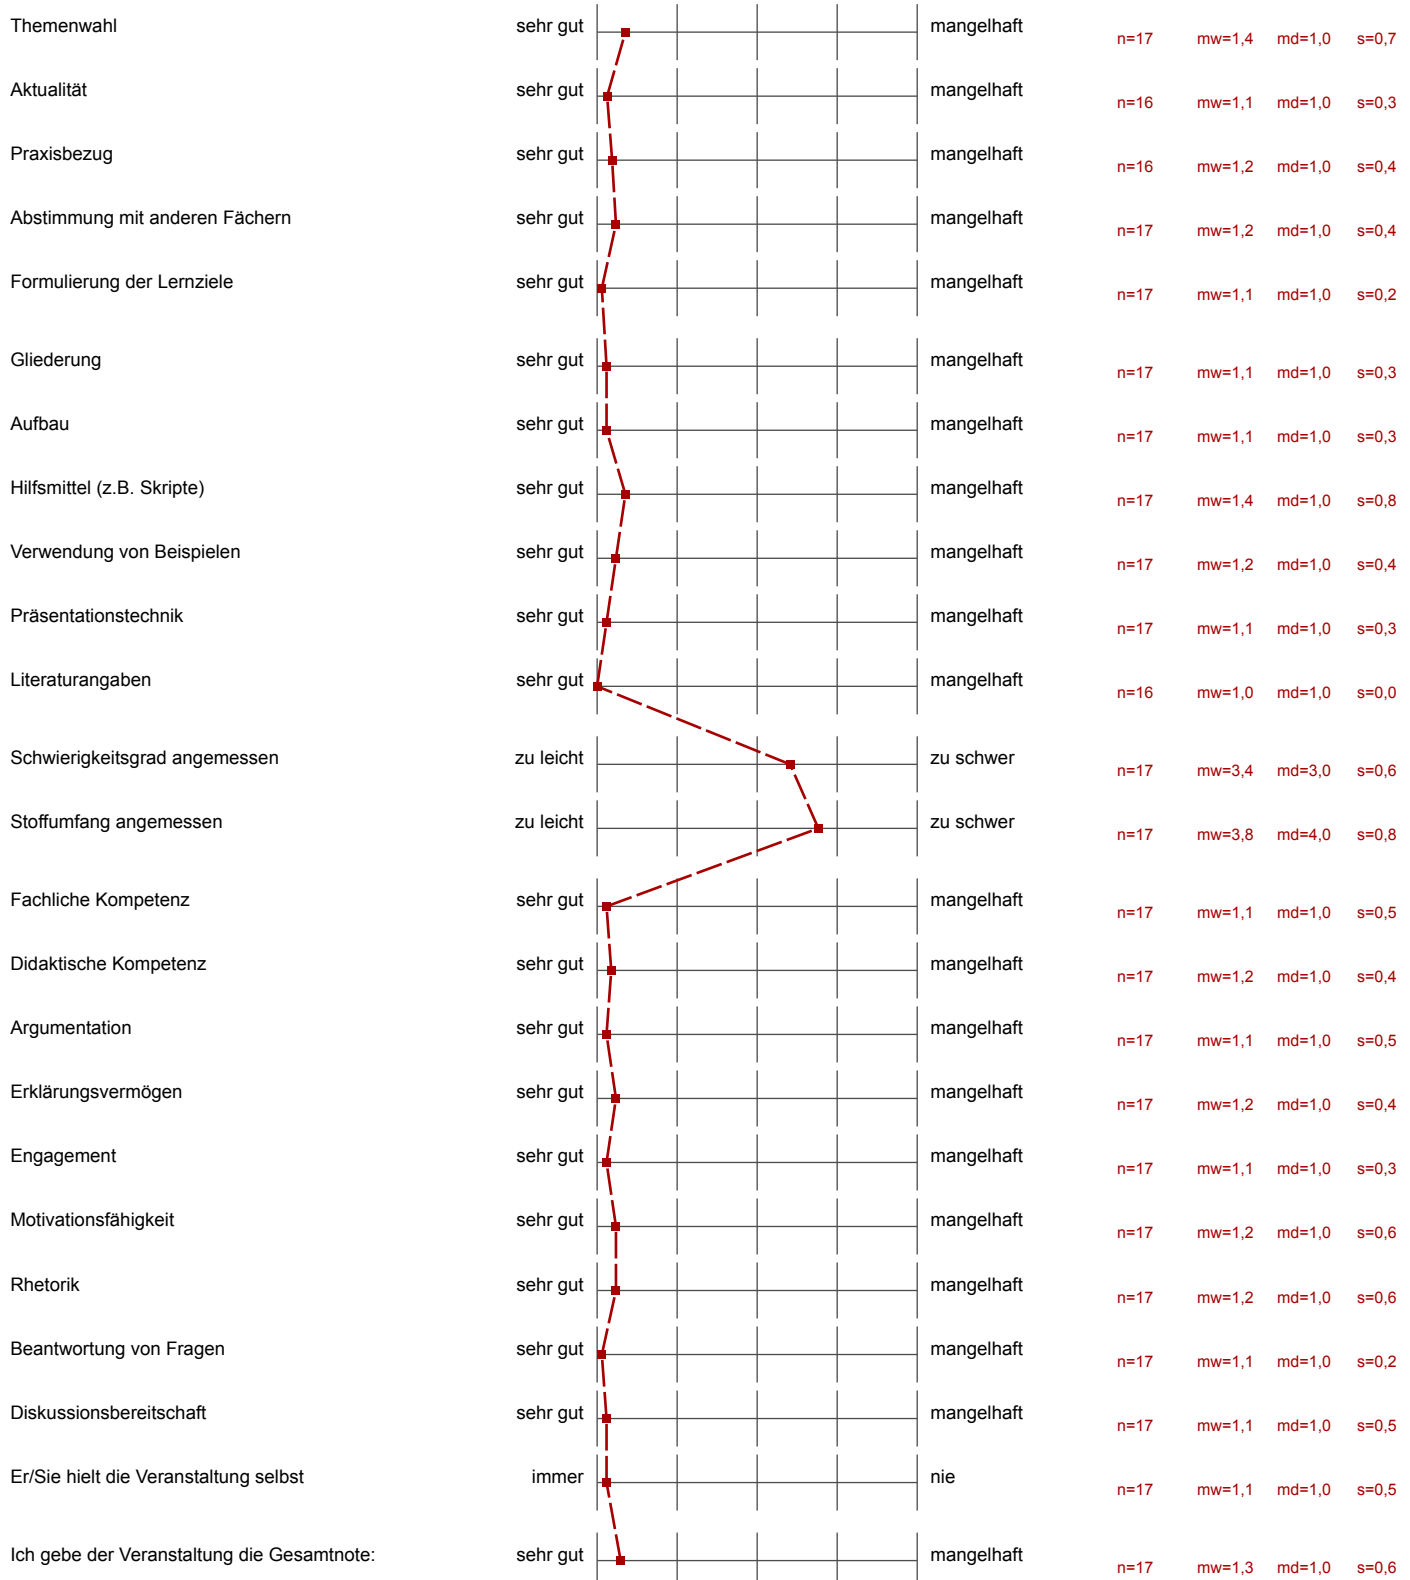 Themenwahl sehr gut mangelhaft n=17 mw=1,4 md=1,0 s=0,7
Aktualität sehr gut mangelhaft n=16 mw=1,1 md=1,0 s=0,3
Praxisbezug sehr gut mangelhaft n=16 mw=1,2 md=1,0 s=0,4
Abstimmung mit anderen Fächern sehr gut mangelhaft n=17 mw=1,2 md=1,0 s=0,4
Formulierung der Lernziele sehr gut mangelhaft n=17 mw=1,1 md=1,0 s=0,2
Gliederung sehr gut mangelhaft n=17 mw=1,1 md=1,0 s=0,3
Aufbau sehr gut mangelhaft n=17 mw=1,1 md=1,0 s=0,3
Hilfsmittel (z.B. Skripte) sehr gut mangelhaft n=17 mw=1,4 md=1,0 s=0,8
Verwendung von Beispielen sehr gut mangelhaft n=17 mw=1,2 md=1,0 s=0,4
Präsentationstechnik sehr gut mangelhaft n=17 mw=1,1 md=1,0 s=0,3
Literaturangaben sehr gut mangelhaft n=16 mw=1,0 md=1,0 s=0,0
Schwierigkeitsgrad angemessen zu leicht zu schwer n=17 mw=3,4 md=3,0 s=0,6
Stoffumfang angemessen zu leicht zu schwer n=17 mw=3,8 md=4,0 s=0,8
Fachliche Kompetenz sehr gut mangelhaft n=17 mw=1,1 md=1,0 s=0,5
Didaktische Kompetenz sehr gut mangelhaft n=17 mw=1,2 md=1,0 s=0,4
Argumentation sehr gut mangelhaft n=17 mw=1,1 md=1,0 s=0,5
Erklärungsvermögen sehr gut mangelhaft n=17 mw=1,2 md=1,0 s=0,4
Engagement sehr gut mangelhaft n=17 mw=1,1 md=1,0 s=0,3
Motivationsfähigkeit sehr gut mangelhaft n=17 mw=1,2 md=1,0 s=0,6
Rhetorik sehr gut mangelhaft n=17 mw=1,2 md=1,0 s=0,6
Beantwortung von Fragen sehr gut mangelhaft n=17 mw=1,1 md=1,0 s=0,2
Diskussionsbereitschaft sehr gut mangelhaft n=17 mw=1,1 md=1,0 s=0,5
Er/Sie hielt die Veranstaltung selbst immer nie n=17 mw=1,1 md=1,0 s=0,5
Ich gebe der Veranstaltung die Gesamtnote: sehr gut mangelhaft n=17 mw=1,3 md=1,0 s=0,6